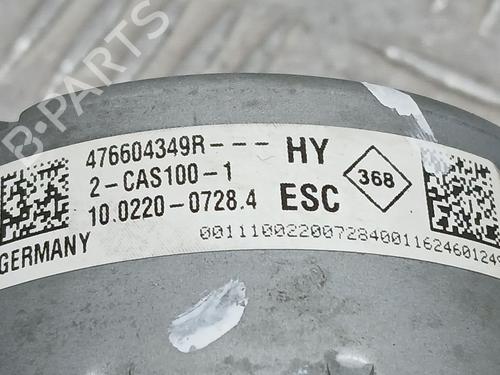 B-PARTS
476604349R--- HY
2-CAS100-1
10.0220-0728.4 ESC
368
GERMANY
001110022007284001162460124